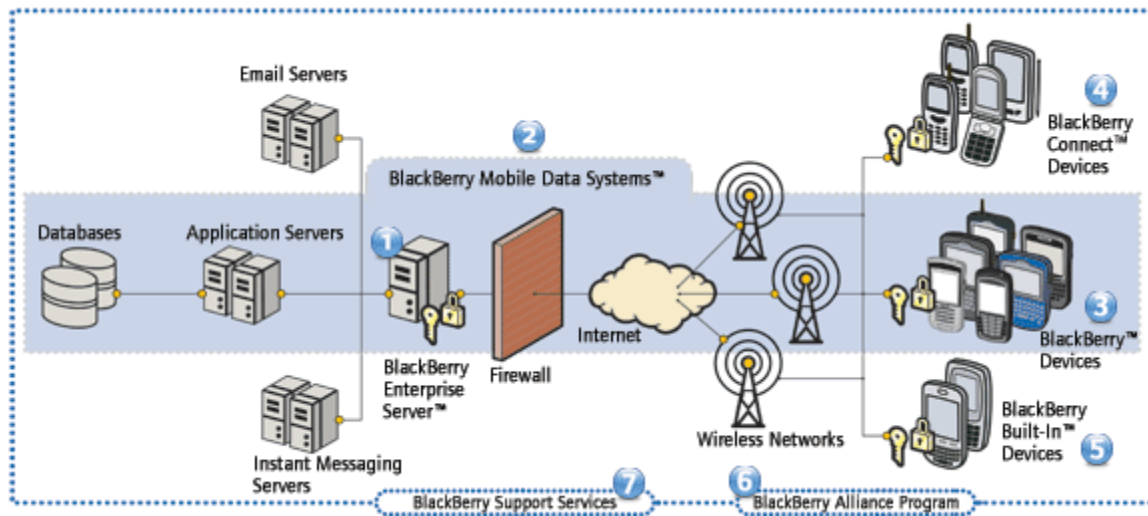 Email Servers
2
4
BlackBerry
Connect™
Devices
BlackBerry Mobile Data Systems™
Databases
Application Servers
1
Internet
3
BlackBerry™
Devices
BlackBerry
Enterprise
Server™
Firewall
Wireless Networks
BlackBerry
Built-In™
Devices
5
Instant Messaging
Servers
BlackBerry Support Services
7
6
BlackBerry Alliance Program